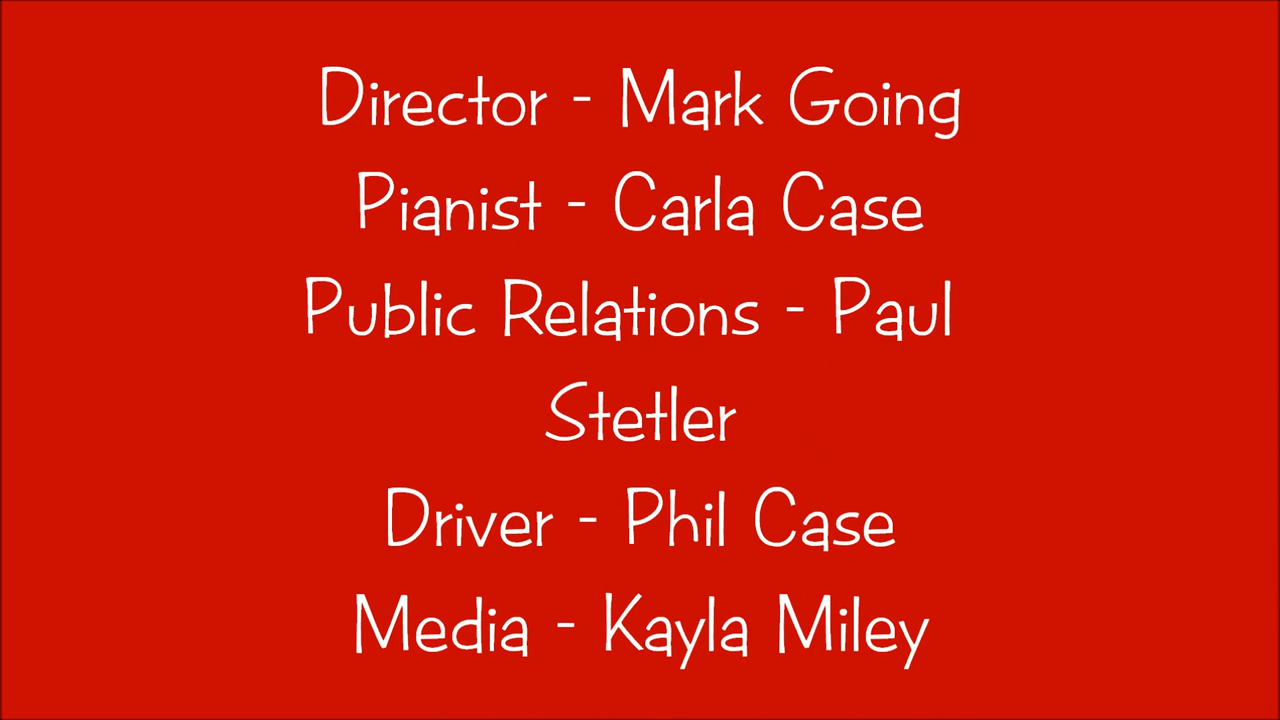 Director - Mark Going
Pianist - Carla Case
Public Relations - Paul
Stetler
Driver - Phil Case
Media - Kayla Miley